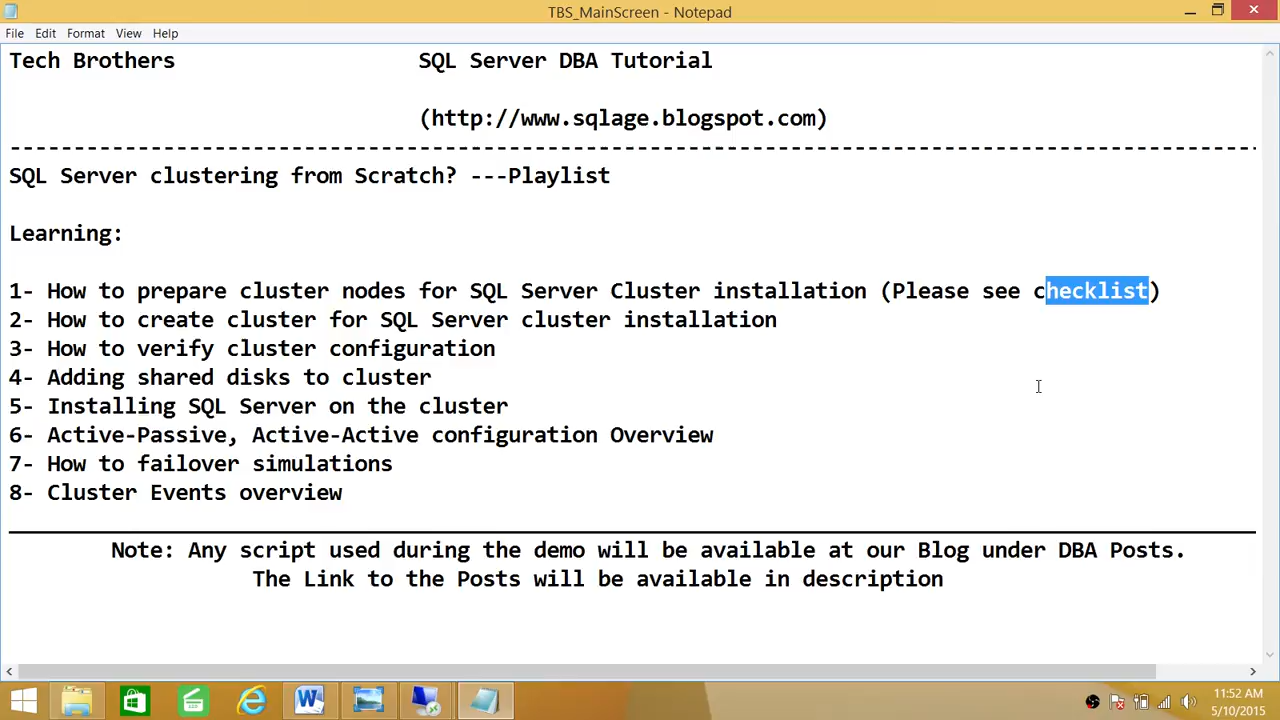 TBS_MainScreen - Notepad
File Edit Format View Help
Tech Brothers SQL Server DBA Tutorial
(http://www.sqlage.blogspot.com)
--------------------------------------------------------------------------------------------------
SQL Server clustering from Scratch? ---Playlist
Learning:
1- How to prepare cluster nodes for SQL Server Cluster installation (Please see checklist)
2- How to create cluster for SQL Server cluster installation
3- How to verify cluster configuration
4- Adding shared disks to cluster
5- Installing SQL Server on the cluster
6- Active-Passive, Active-Active configuration Overview
7- How to failover simulations
8- Cluster Events overview
Note: Any script used during the demo will be available at our Blog under DBA Posts.
The Link to the Posts will be available in description
11:52 AM
5/10/2015